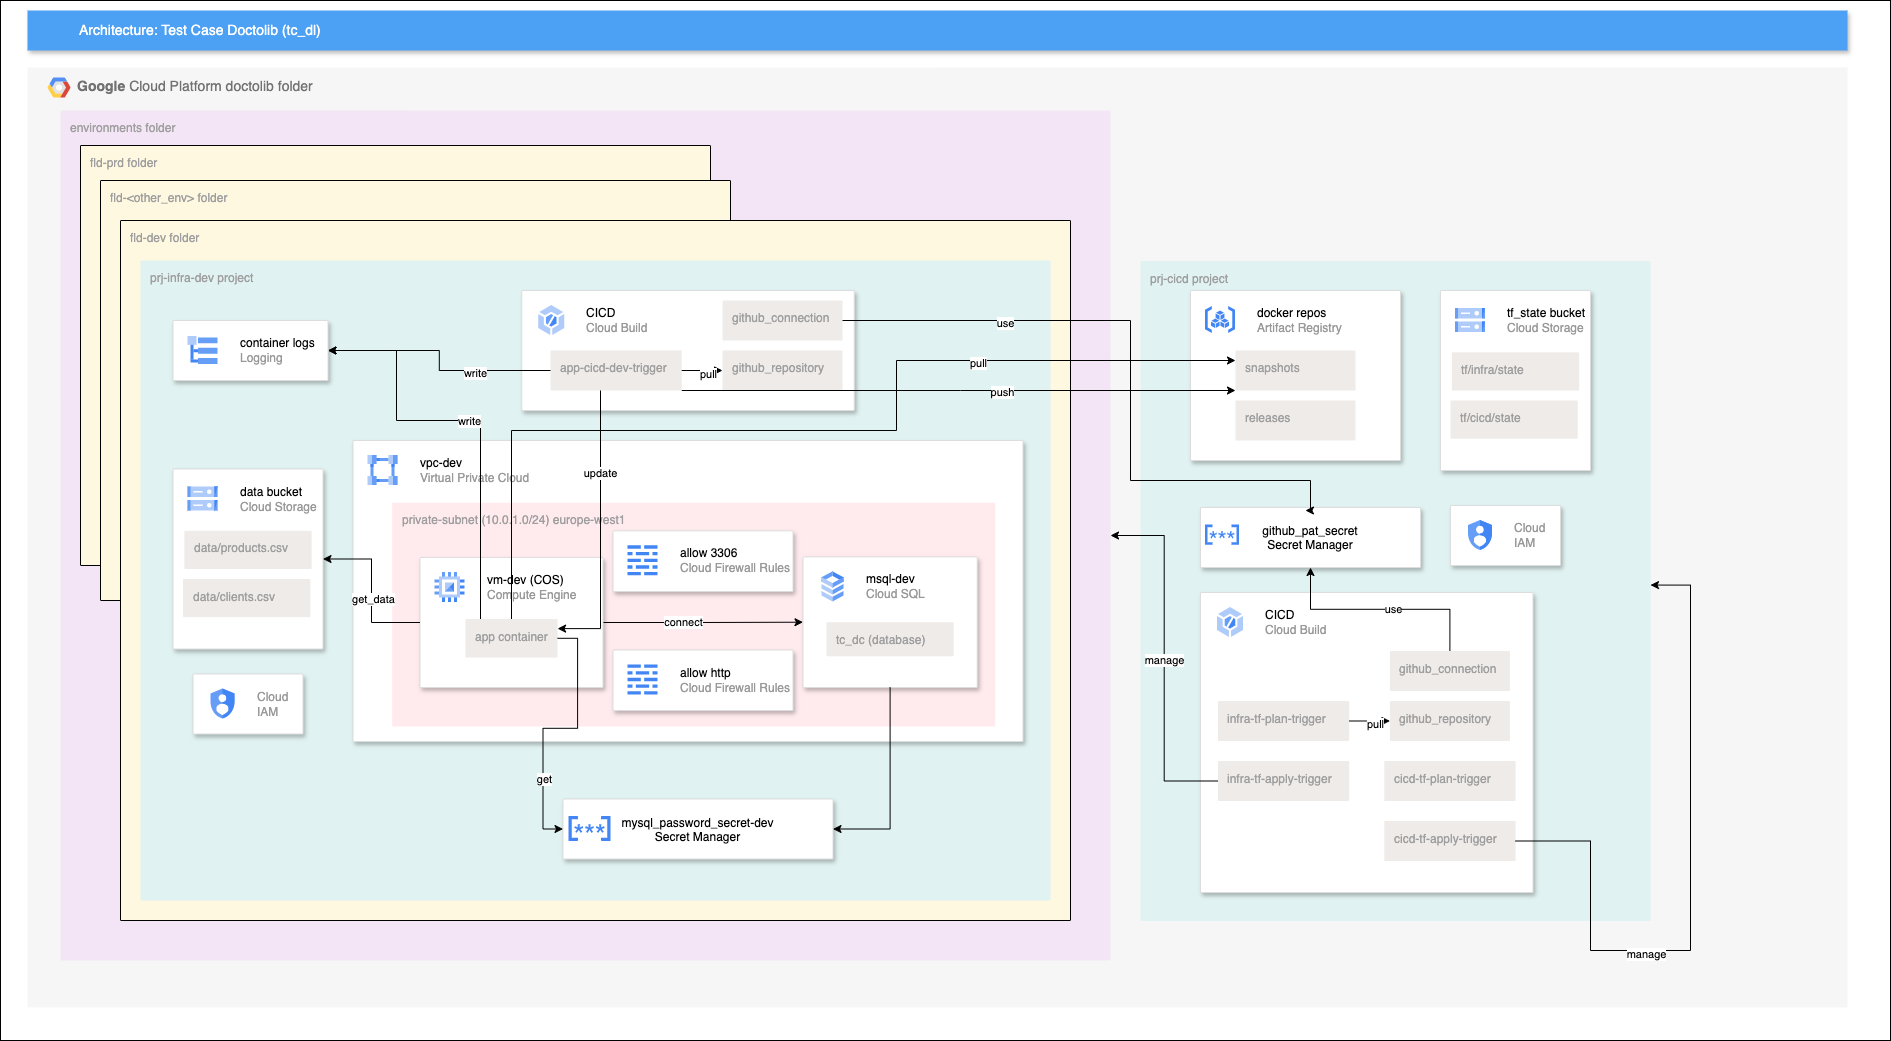 Architecture: Test Case Doctolib (tc_dl)
Google Cloud Platform doctolib folder
environments folder
fld-prd folder
fld-<other_env> folder
fld-dev folder
prj-infra-dev project
container logs
Logging
CICD
Cloud Build
github_connection
app-cicd-dev-trigger
pull
github_repository
write
write
update
use
pull
push
data bucket
Cloud Storage
data/products.csv
data/clients.csv
get_data
Cloud
IAM
vpc-dev
Virtual Private Cloud
private-subnet (10.0.1.0/24) europe-west1
vm-dev (COS)
Compute Engine
app container
allow 3306
Cloud Firewall Rules
connect
allow http
Cloud Firewall Rules
msql-dev
Cloud SQL
tc_dc (database)
get
mysql_password_secret-dev
Secret Manager
prj-cicd project
docker repos
Artifact Registry
snapshots
releases
tf_state bucket
Cloud Storage
tf/infra/state
tf/cicd/state
github_pat_secret
Secret Manager
Cloud
IAM
CICD
Cloud Build
use
github_connection
infra-tf-plan-trigger
pull
github_repository
infra-tf-apply-trigger
cicd-tf-plan-trigger
cicd-tf-apply-trigger
manage
manage